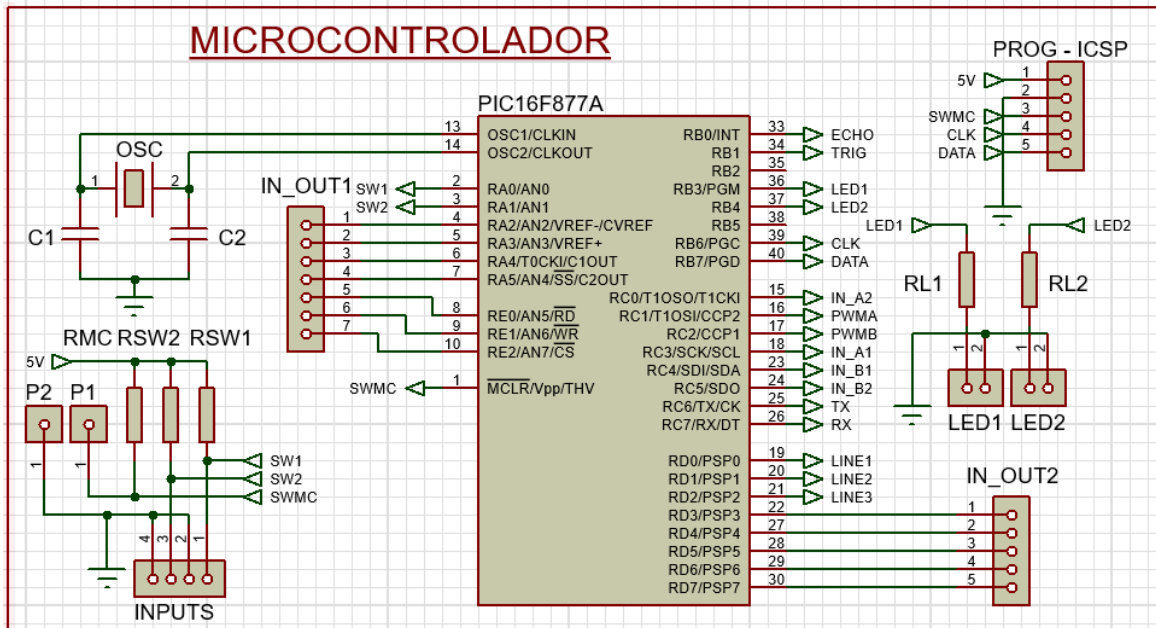 MICROCONTROLADOR
PROG - ICSP
5V 1
2
SWMC 3
CLK 4
DATA 5
PIC16F877A
13 OSC1/CLKIN
14 OSC2/CLKOUT
SW1 2 RA0/AN0
SW2 3 RA1/AN1
4 RA2/AN2/VREF-/CVREF
5 RA3/AN3/VREF+
6 RA4/T0CKI/C1OUT
7 RA5/AN4/SS/C2OUT
8 RE0/AN5/RD
9 RE1/AN6/WR
10 RE2/AN7/CS
SWMC 1 MCLR/Vpp/THV
RB0/INT 33 ECHO
RB1 34 TRIG
RB2 35
RB3/PGM 36 LED1
RB4 37 LED2
RB5 38
RB6/PGC 39 CLK
RB7/PGD 40 DATA
RC0/T1OSO/T1CKI 15 IN_A2
RC1/T1OSI/CCP2 16 PWMA
RC2/CCP1 17 PWMB
RC3/SCK/SCL 18 IN_A1
RC4/SDI/SDA 23 IN_B1
RC5/SDO 24 IN_B2
RC6/TX/CK 25 TX
RC7/RX/DT 26 RX
RD0/PSP0 19 LINE1
RD1/PSP1 20 LINE2
RD2/PSP2 21 LINE3
RD3/PSP3 22
RD4/PSP4 27
RD5/PSP5 28
RD6/PSP6 29
RD7/PSP7 30
OSC
1 2
C1 C2
IN_OUT1
1
2
3
4
5
6
7
RMC RSW2 RSW1
5V
P2 P1
1 1
SW1
SW2
SWMC
4 3 2 1
INPUTS
LED1 LED2
RL1 RL2
1 2 1 2
LED1 LED2
IN_OUT2
1
2
3
4
5